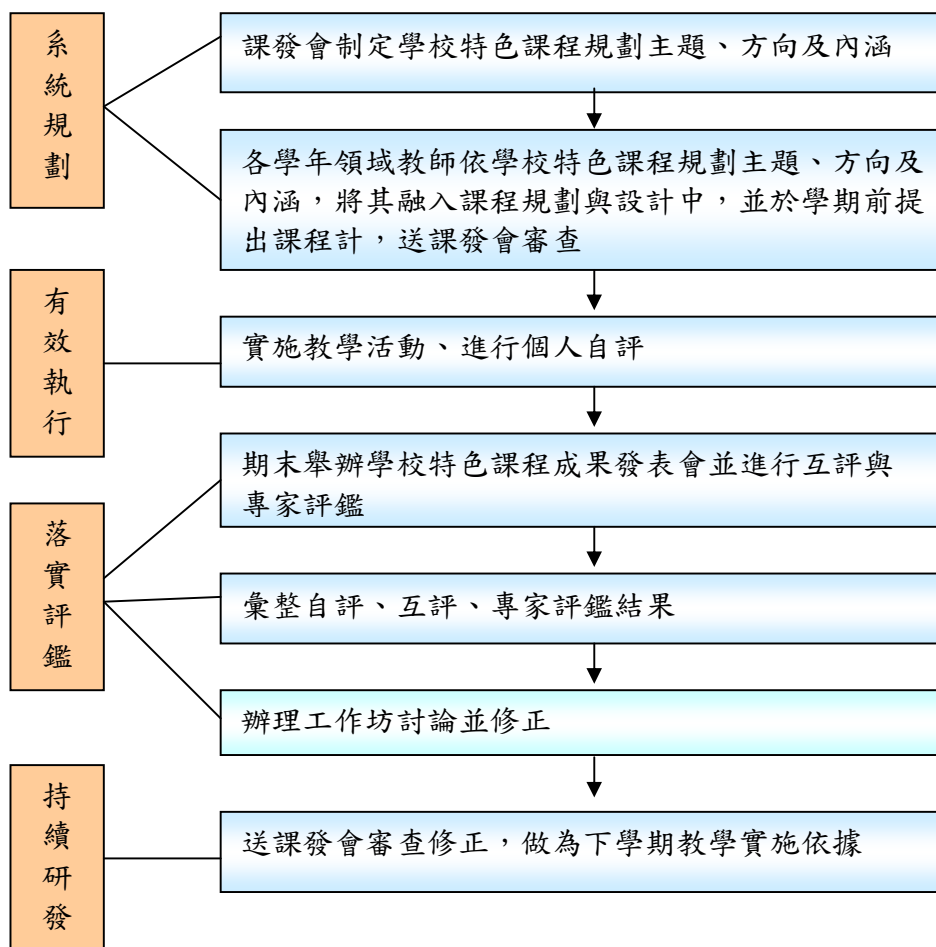 系統規劃
課發會制定學校特色課程規劃主題、方向及內涵
各學年領域教師依學校特色課程規劃主題、方向及
內涵，將其融入課程規劃與設計中，並於學期前提
出課程計，送課發會審查
有效執行
實施教學活動、進行個人自評
落實評鑑
期末舉辦學校特色課程成果發表會並進行互評與
專家評鑑
彙整自評、互評、專家評鑑結果
辦理工作坊討論並修正
持續研發
送課發會審查修正，做為下學期教學實施依據